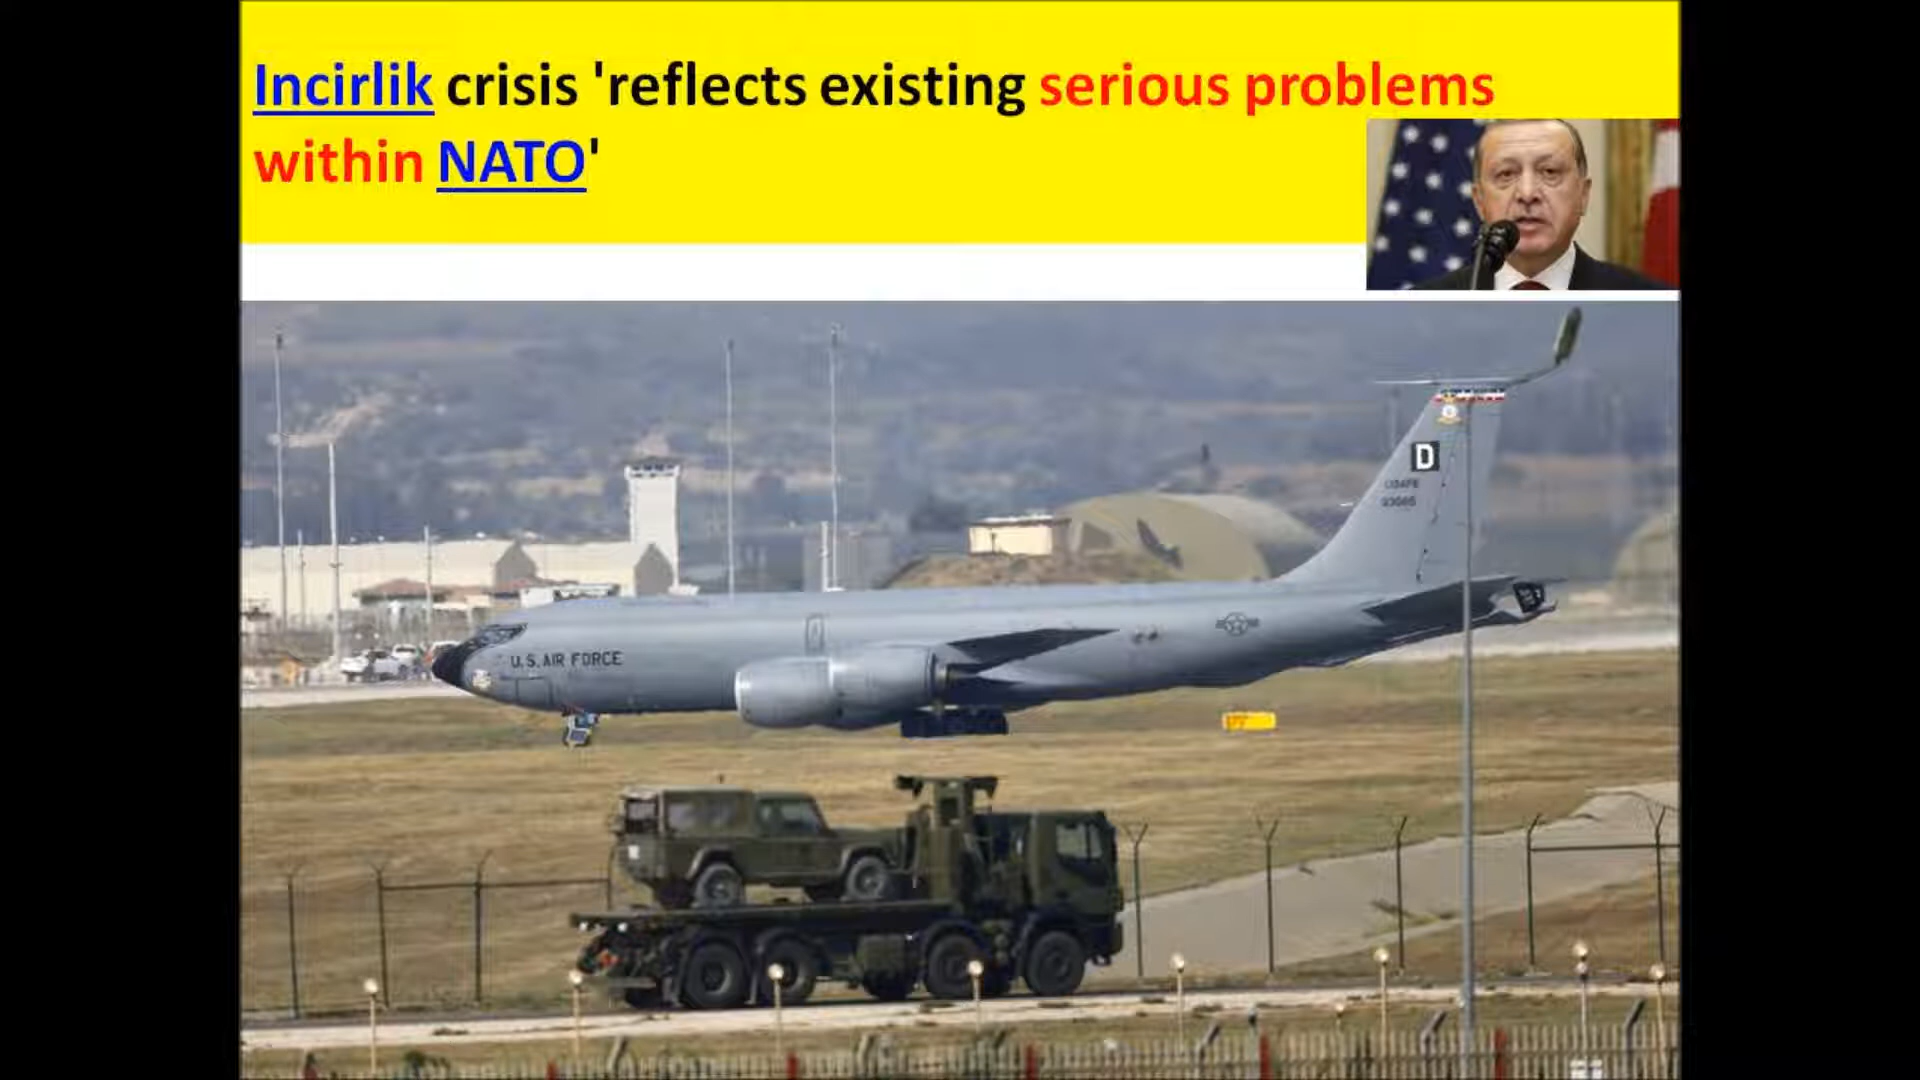 Incirlik crisis 'reflects existing serious problems
within NATO'
D
U.S. AIR FORCE